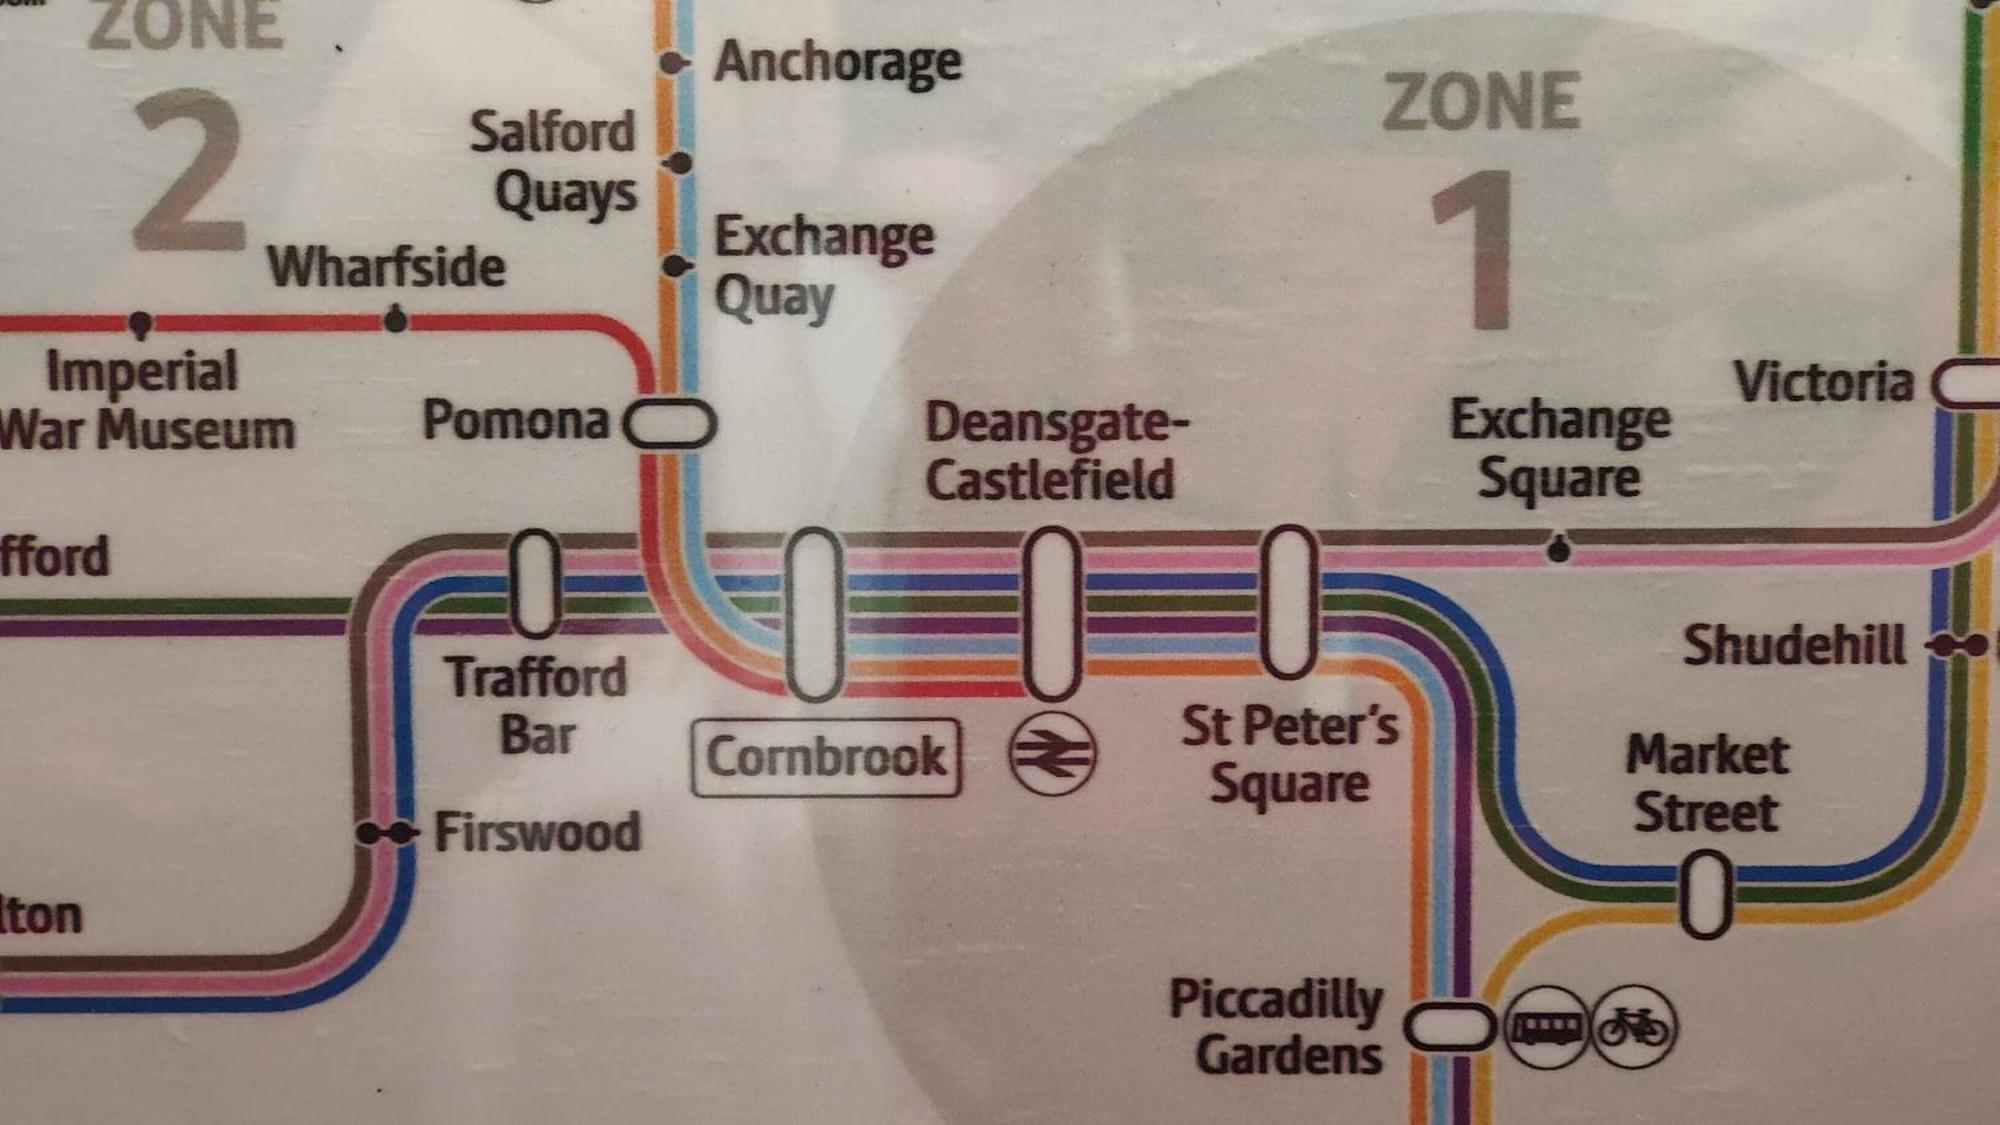 ZONE
2
Anchorage
Salford
Quays
Exchange
Quay
Wharfside
Imperial
War Museum
Pomona
ZONE
1
Deansgate-
Castlefield
Exchange
Square
Victoria
Trafford
Bar
Cornbrook
St Peter's
Square
Shudehill
Market
Street
Firswood
Piccadilly
Gardens
fford
lton